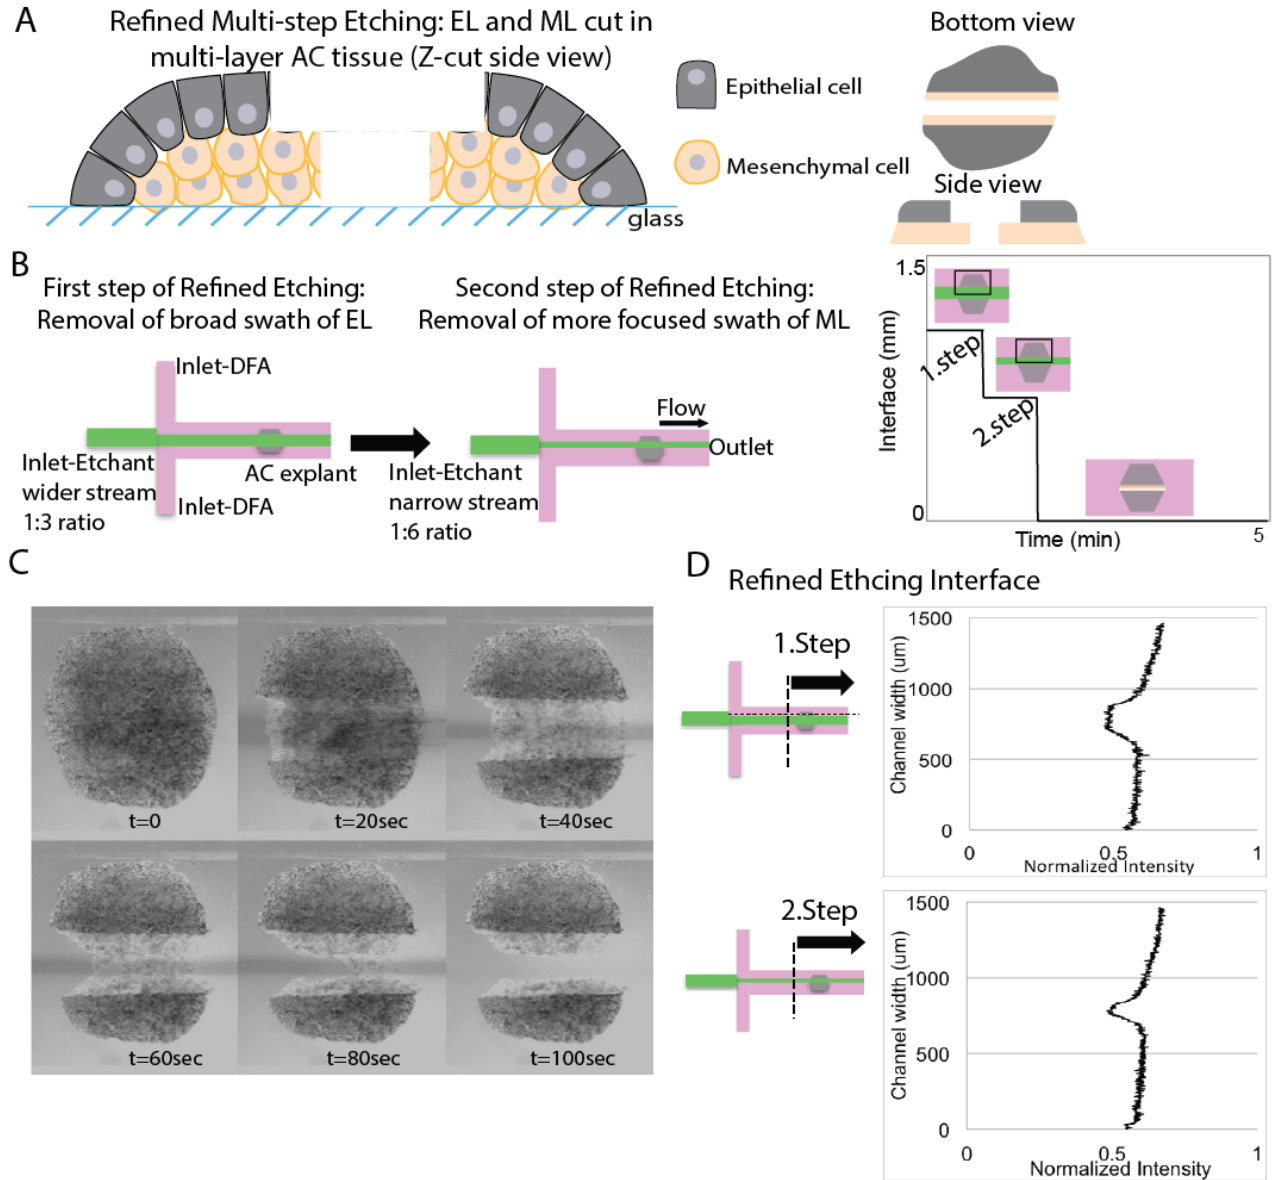 A
Refined Multi-step Etching: EL and ML cut in
multi-layer AC tissue (Z-cut side view)
Epithelial cell
Mesenchymal cell
glass
Bottom view
Side view
B
First step of Refined Etching:
Removal of broad swath of EL
Inlet-DFA
Inlet-Etchant
wider stream
1:3 ratio
Inlet-DFA
AC explant
Second step of Refined Etching:
Removal of more focused swath of ML
Flow
Outlet
Inlet-Etchant
narrow stream
1:6 ratio
1.5
Interface (mm)
0
1.step
2.step
Time (min)
5
C
t=0
t=20sec
t=40sec
t=60sec
t=80sec
t=100sec
D
Refined Ethcing Interface
1.Step
Channel width (um)
1500
1000
500
0
0
0.5
1
Normalized Intensity
2.Step
Channel width (um)
1500
1000
500
0
0
0.5
1
Normalized Intensity